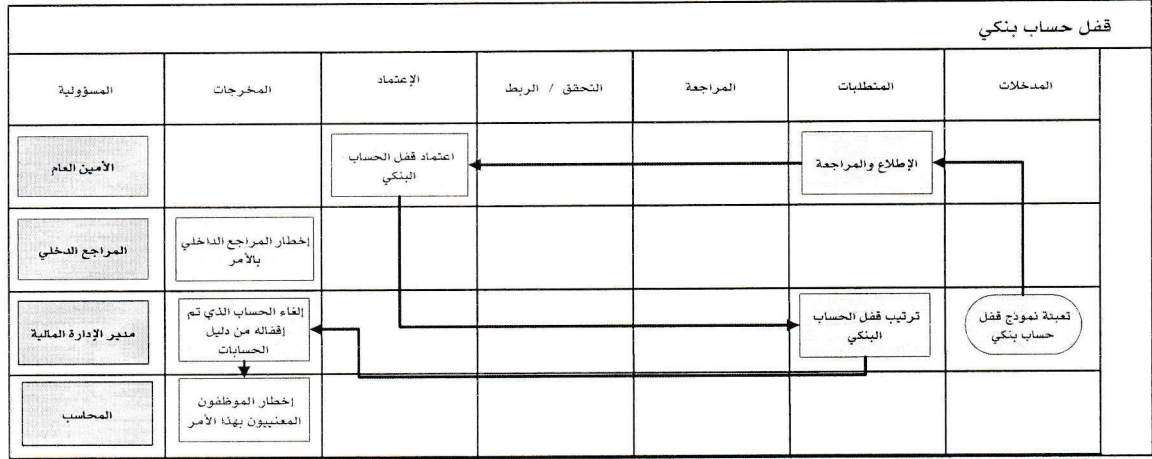 قفل حساب بنكي
المدخلات
المتطلبات
المراجعة
التحقق / الربط
الإعتماد
المخرجات
المسؤولية
الإطلاع والمراجعة
اعتماد قفل الحساب
البنكي
الأمين العام
إخطار المراجع الداخلي
بالأمر
المراجع الدخلي
تعبئة نموذج قفل
حساب بنكي
ترتيب قفل الحساب
البنكي
إلغاء الحساب الذي تم
إقفاله من دليل
الحسابات
مدير الإدارة المالية
إخطار الموظفون
المعنييون بهذا الأمر
المحاسب